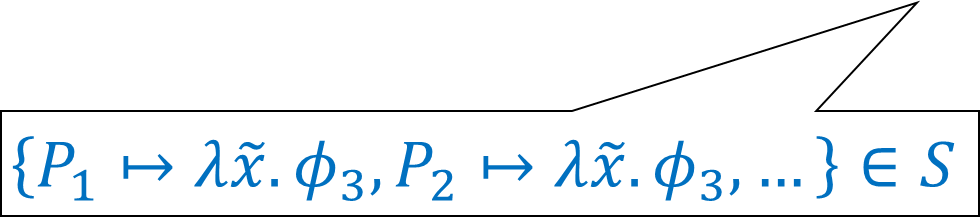 {P₁ ↦ λx̃. ϕ₃, P₂ ↦ λx̃. ϕ₃, … } ∈ S